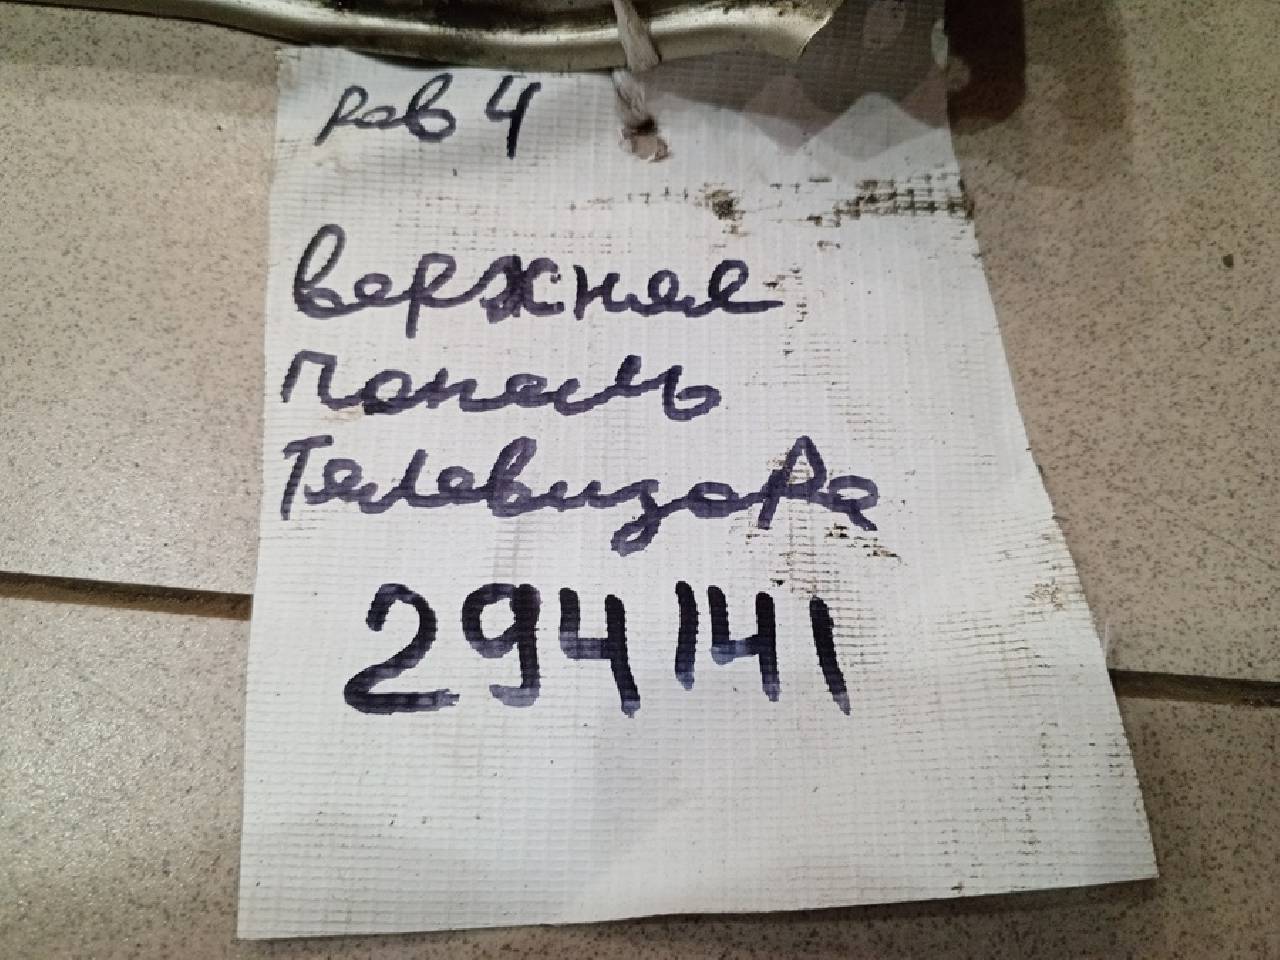 рав 4
верхняя
панель
Телевизора
294141